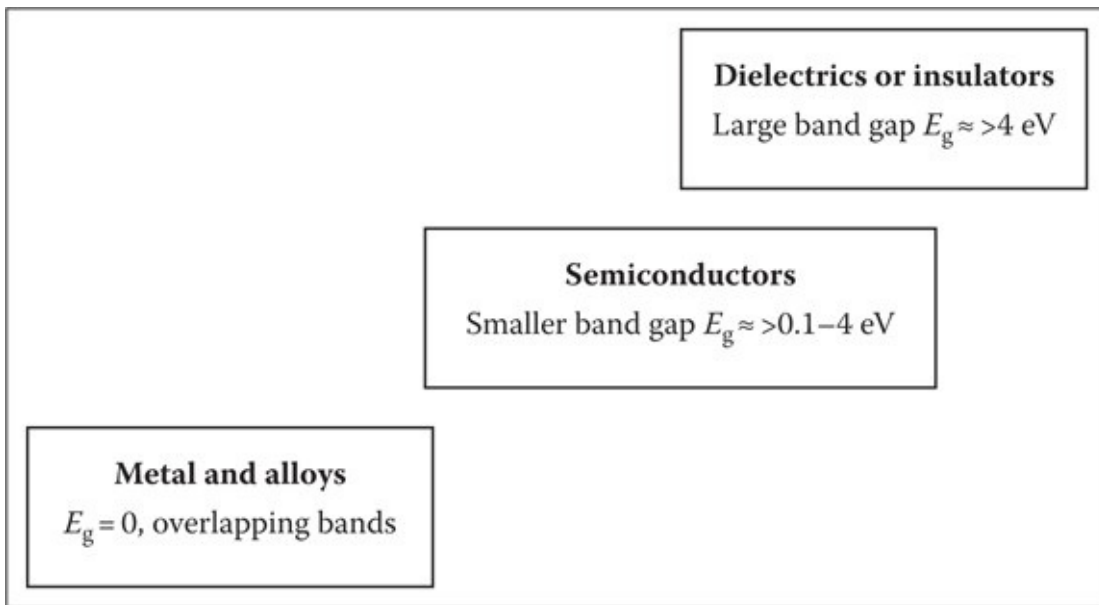 Dielectrics or insulators
Large band gap Eg ≈ >4 eV
Semiconductors
Smaller band gap Eg ≈ >0.1–4 eV
Metal and alloys
Eg = 0, overlapping bands